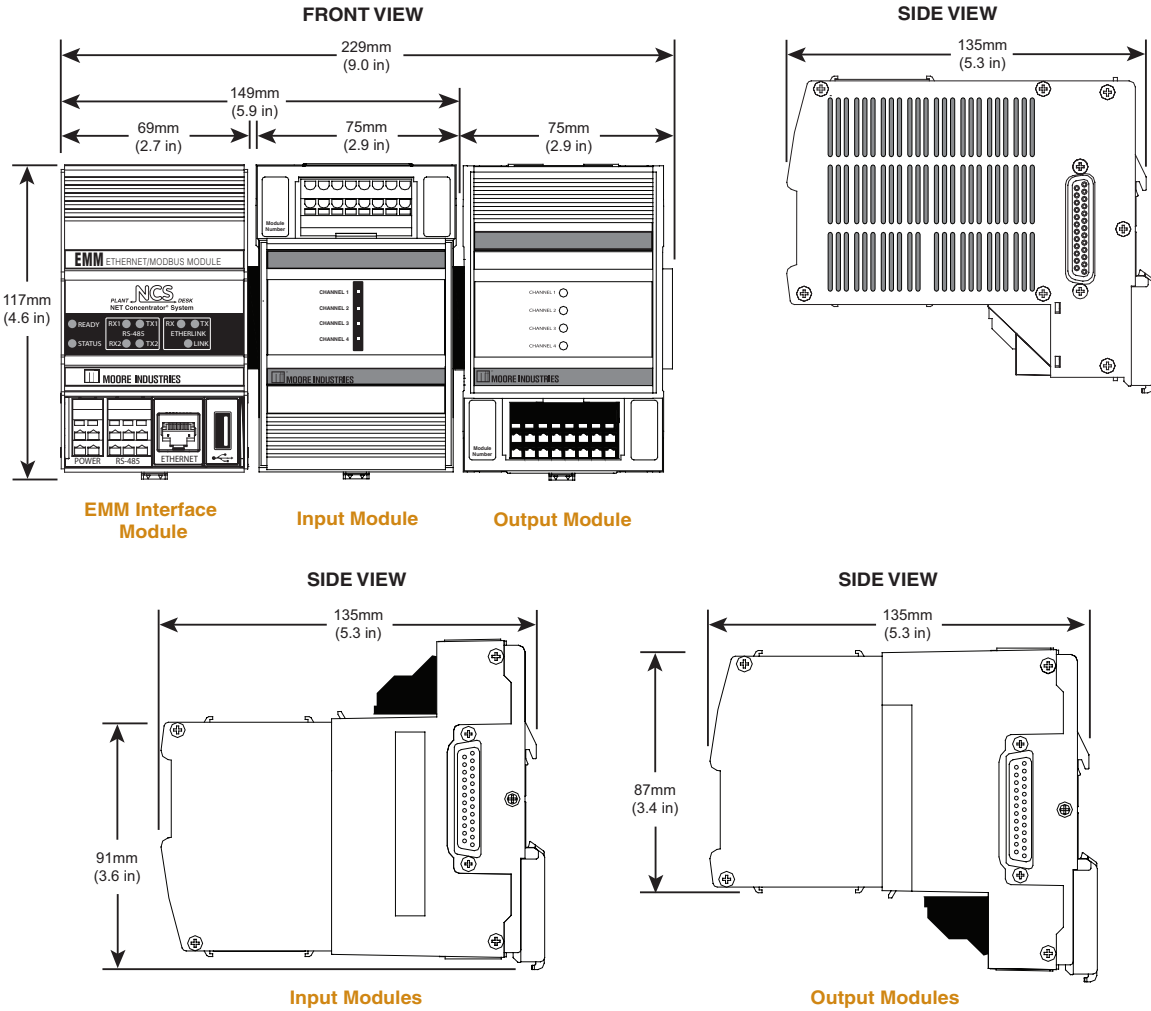 FRONT VIEW
SIDE VIEW
229mm
(9.0 in)
135mm
(5.3 in)
149mm
(5.9 in)
69mm
(2.7 in)
75mm
(2.9 in)
75mm
(2.9 in)
117mm
(4.6 in)
EMM ETHERNET/MODBUS MODULE
PLANT NCS DESK
NET Concentrator® System
READY
STATUS
RX1 TX1
RS-485
RX2 TX2
RX TX
ETHERLINK
LINK
MOORE INDUSTRIES
POWER
RS-485
ETHERNET
Module
Number
CHANNEL 1
CHANNEL 2
CHANNEL 3
CHANNEL 4
MOORE INDUSTRIES
CHANNEL 1
CHANNEL 2
CHANNEL 3
CHANNEL 4
MOORE INDUSTRIES
Module
Number
EMM Interface
Module
Input Module
Output Module
SIDE VIEW
135mm
(5.3 in)
91mm
(3.6 in)
Input Modules
SIDE VIEW
135mm
(5.3 in)
87mm
(3.4 in)
Output Modules